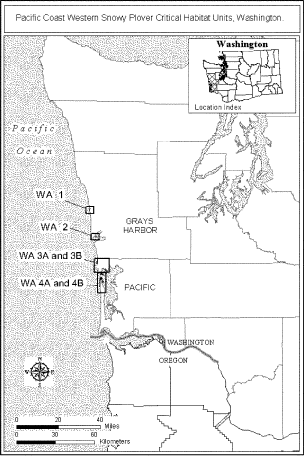 Pacific Coast Western Snowy Plover Critical Habitat Units, Washington.
Washington
Location Index
Pacific
Ocean
WA 1
WA 2
GRAYS
HARBOR
WA 3A and 3B
WA 4A and 4B
PACIFIC
WASHINGTON
OREGON
N
W
E
S
0 20 40
Miles
0 30 60
Kilometers